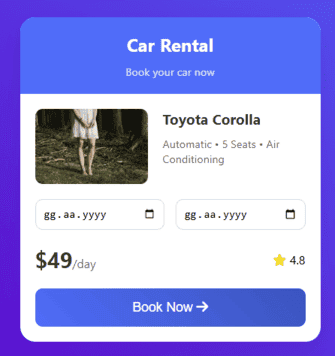 Car Rental
Book your car now
Toyota Corolla
Automatic • 5 Seats • Air
Conditioning
gg.aa.yyyy gg.aa.yyyy
$49/day 4.8
Book Now →